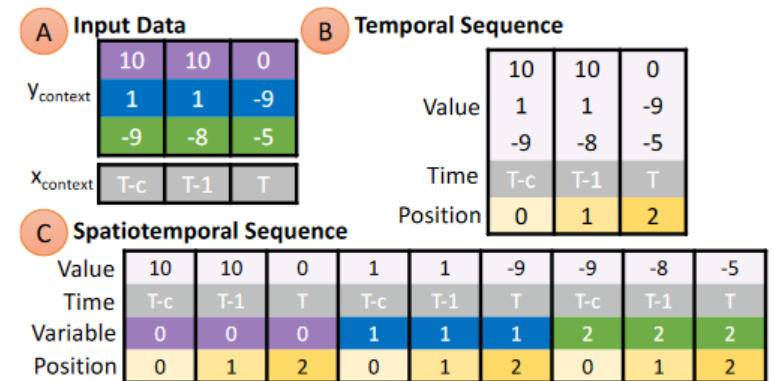 A Input Data
10 10 0
y_context 1 1 -9
-9 -8 -5
x_context T-c T-1 T
B Temporal Sequence
10 10 0
Value 1 1 -9
-9 -8 -5
Time T-c T-1 T
Position 0 1 2
C Spatiotemporal Sequence
Value 10 10 0 1 1 -9 -9 -8 -5
Time T-c T-1 T T-c T-1 T T-c T-1 T
Variable 0 0 0 1 1 1 2 2 2
Position 0 1 2 0 1 2 0 1 2